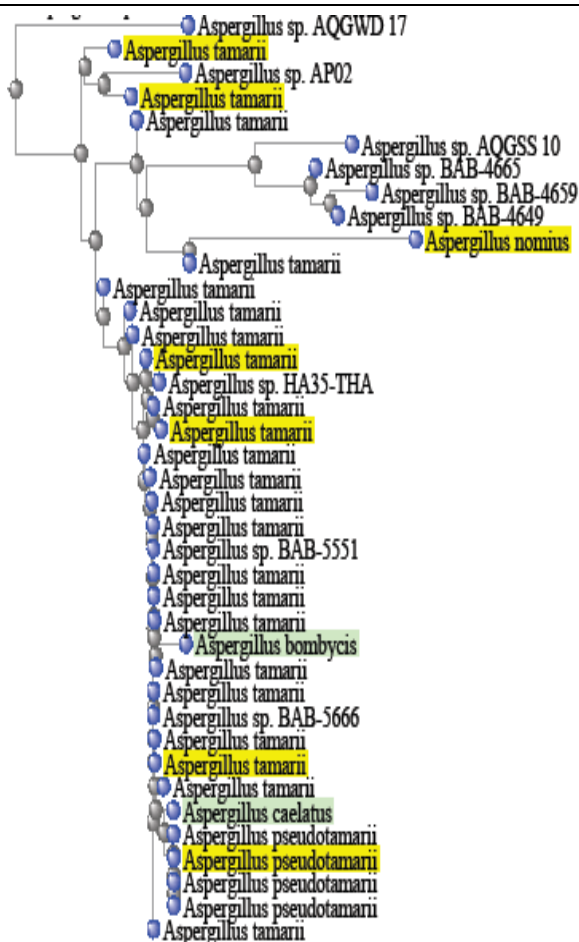 Aspergillus sp. AQGWD 17
Aspergillus tamarii
Aspergillus sp. AP02
Aspergillus tamarii
Aspergillus tamarii
Aspergillus sp. AQGSS 10
Aspergillus sp. BAB-4665
Aspergillus sp. BAB-4659
Aspergillus sp. BAB-4649
Aspergillus nomius
Aspergillus tamarii
Aspergillus tamarii
Aspergillus tamarii
Aspergillus tamarii
Aspergillus tamarii
Aspergillus sp. HA35-THA
Aspergillus tamarii
Aspergillus tamarii
Aspergillus tamarii
Aspergillus tamarii
Aspergillus tamarii
Aspergillus tamarii
Aspergillus sp. BAB-5551
Aspergillus tamarii
Aspergillus tamarii
Aspergillus tamarii
Aspergillus bombycis
Aspergillus tamarii
Aspergillus tamarii
Aspergillus sp. BAB-5666
Aspergillus tamarii
Aspergillus tamarii
Aspergillus tamarii
Aspergillus caelatus
Aspergillus pseudotamarii
Aspergillus pseudotamarii
Aspergillus pseudotamarii
Aspergillus pseudotamarii
Aspergillus tamarii